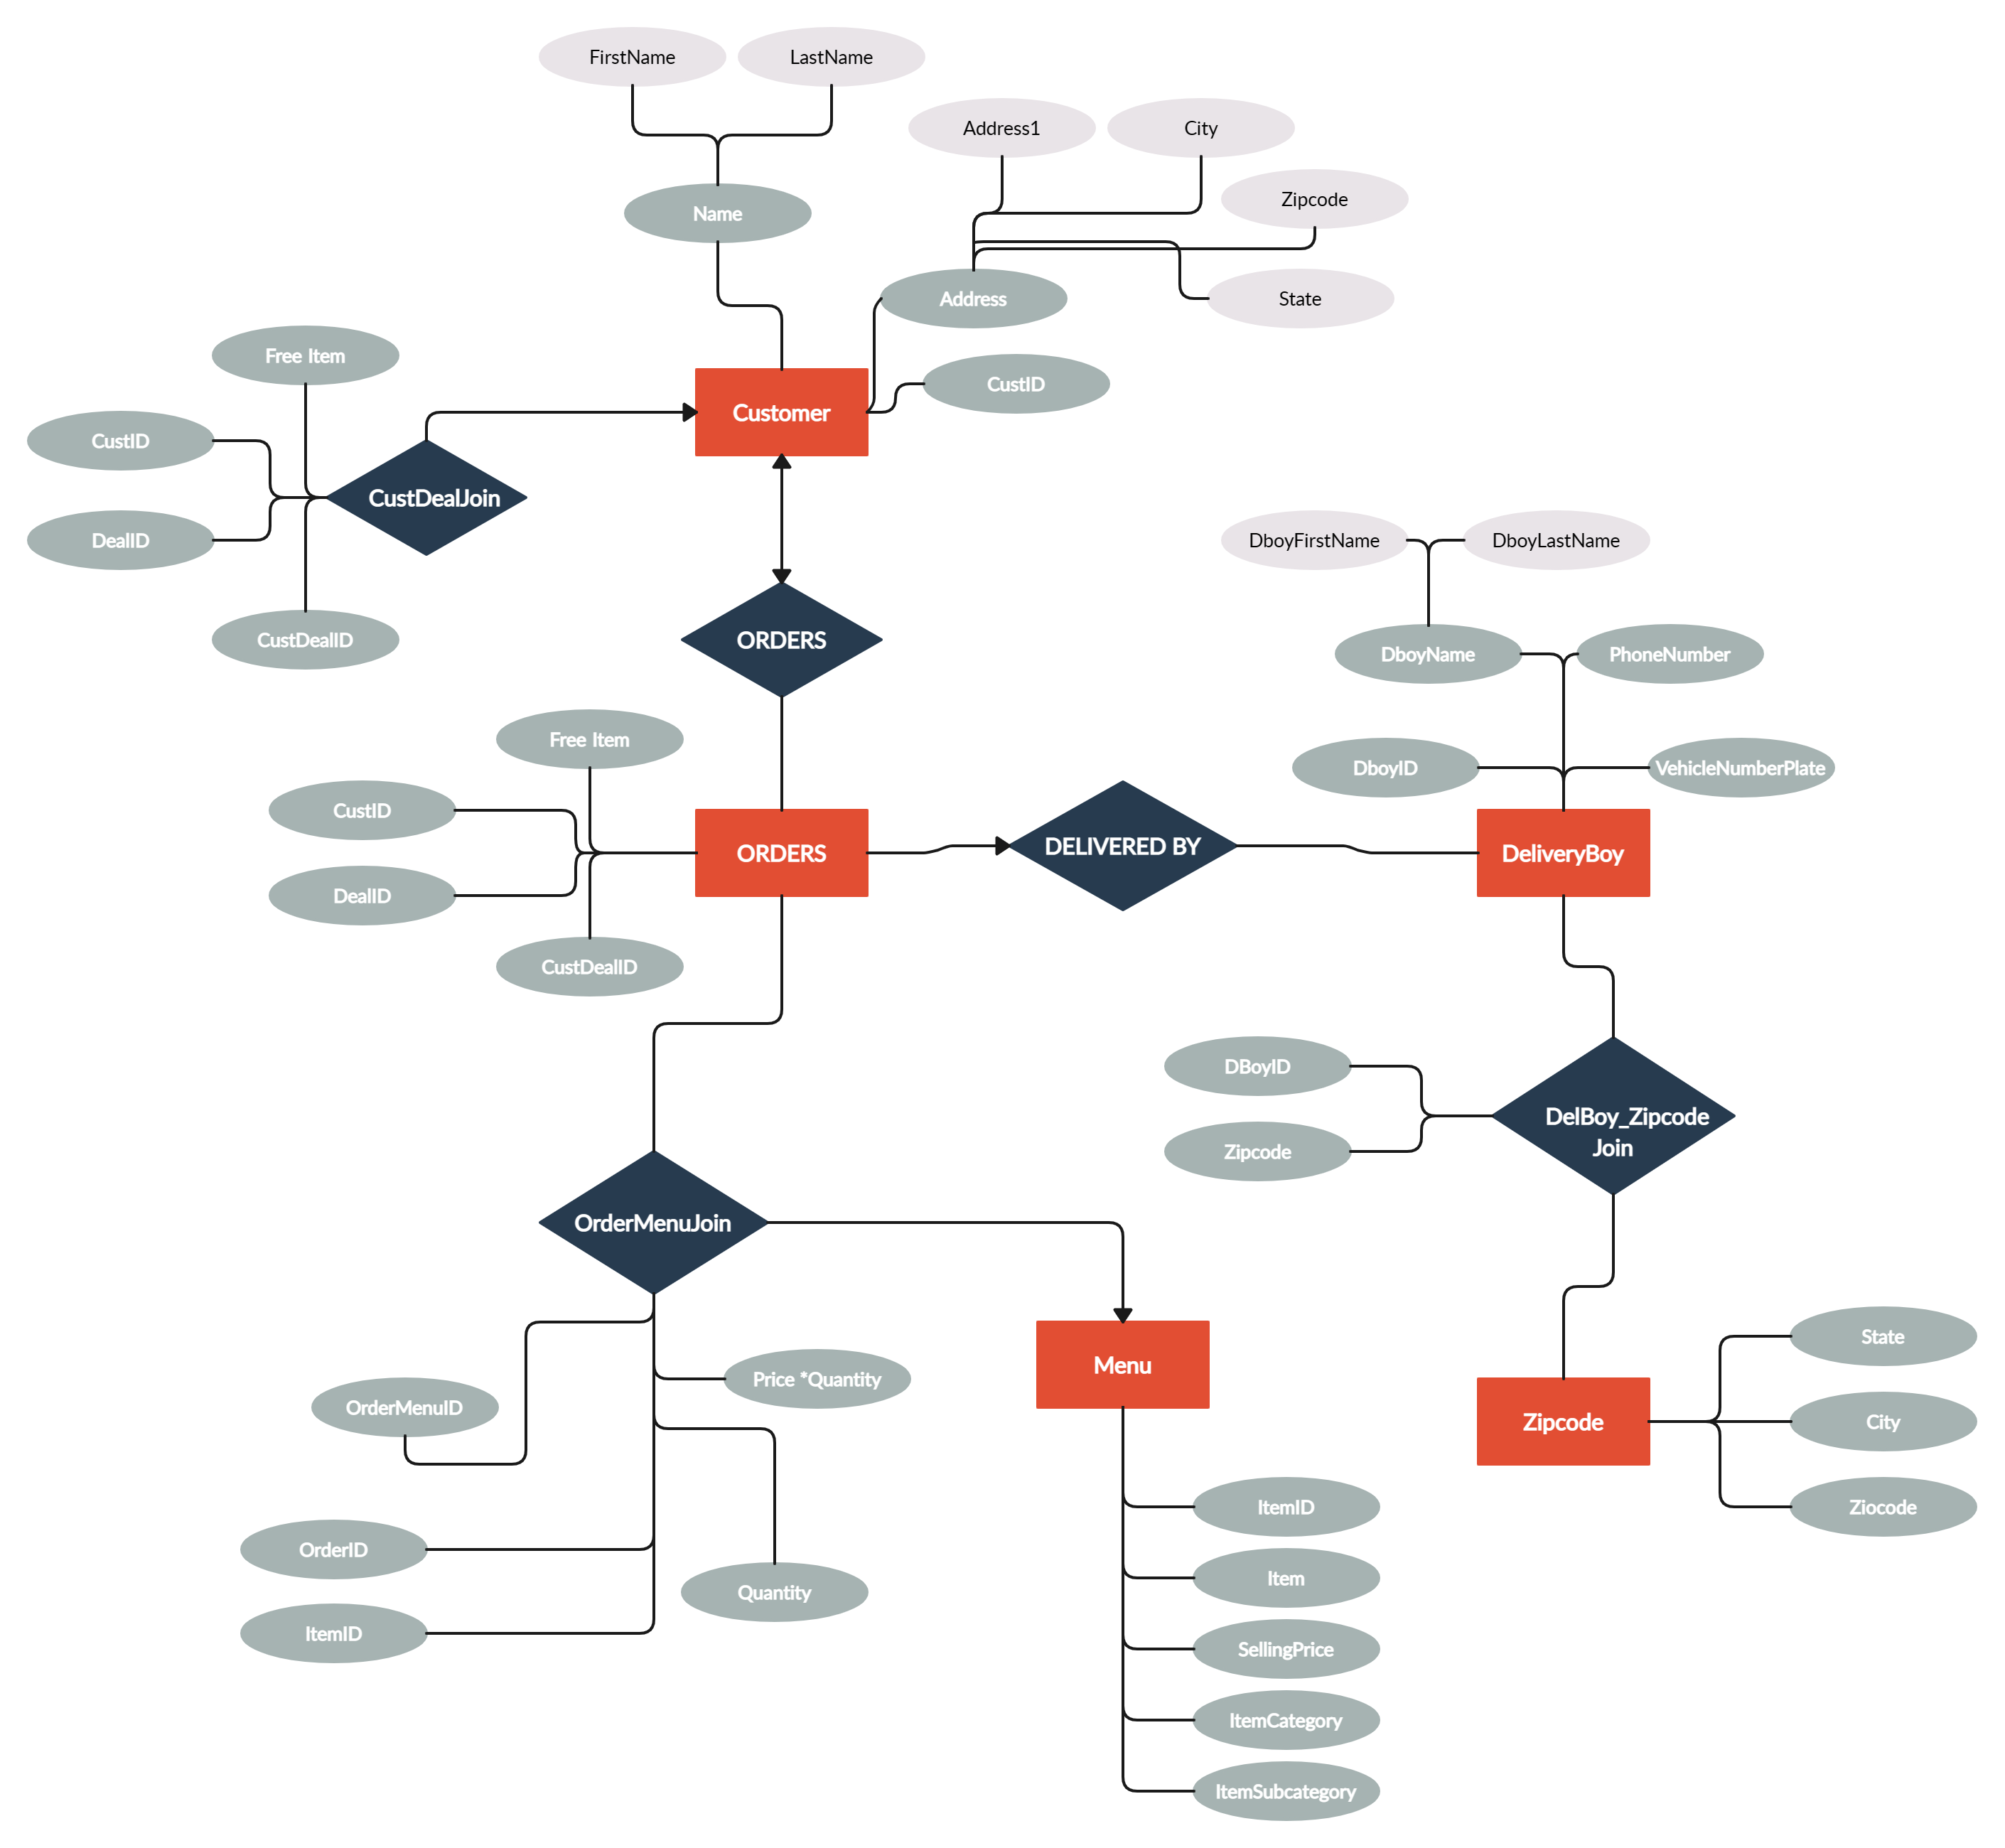 FirstName
LastName
Address1
City
Zipcode
Name
State
Address
Free Item
CustID
Customer
CustID
CustDealJoin
DealID
DboyFirstName
DboyLastName
CustDealID
ORDERS
DboyName
PhoneNumber
Free Item
DboyID
VehicleNumberPlate
CustID
ORDERS
DELIVERED BY
DeliveryBoy
DealID
CustDealID
DBoyID
DelBoy_Zipcode
Join
Zipcode
OrderMenuJoin
State
Menu
Price *Quantity
OrderMenuID
Zipcode
City
ItemID
Ziocode
OrderID
Item
Quantity
ItemID
SellingPrice
ItemCategory
ItemSubcategory